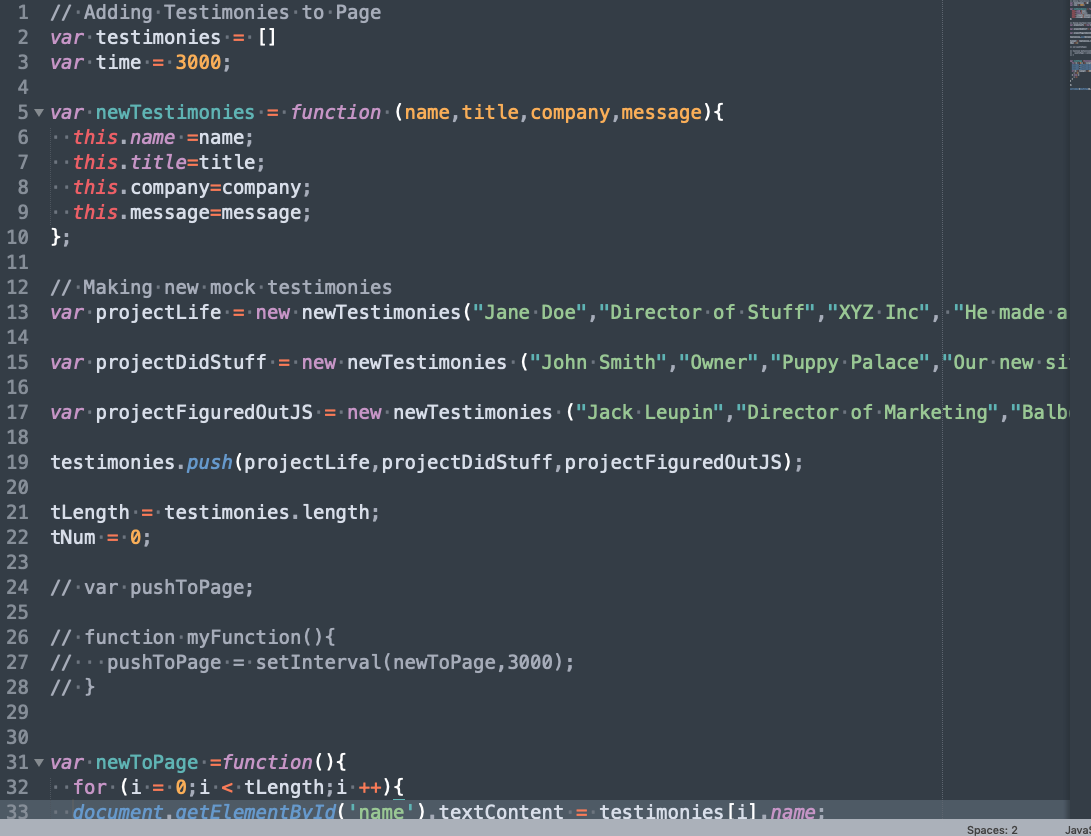 1 // Adding Testimonies to Page
2 var testimonies = []
3 var time = 3000;
4
5 var newTestimonies = function (name,title,company,message){
6 this.name =name;
7 this.title=title;
8 this.company=company;
9 this.message=message;
10 };
11
12 // Making new mock testimonies
13 var projectLife = new newTestimonies("Jane Doe","Director of Stuff","XYZ Inc", "He made a
14
15 var projectDidStuff = new newTestimonies ("John Smith","Owner","Puppy Palace","Our new si
16
17 var projectFiguredOutJS = new newTestimonies ("Jack Leupin","Director of Marketing","Balb
18
19 testimonies.push(projectLife,projectDidStuff,projectFiguredOutJS);
20
21 tLength = testimonies.length;
22 tNum = 0;
23
24 // var pushToPage;
25
26 // function myFunction(){
27 //   pushToPage = setInterval(newToPage,3000);
28 // }
29
30
31 var newToPage =function(){
32 for (i = 0;i < tLength;i ++){
33 document.getElementById('name').textContent = testimonies[i].name;
Spaces: 2 Java